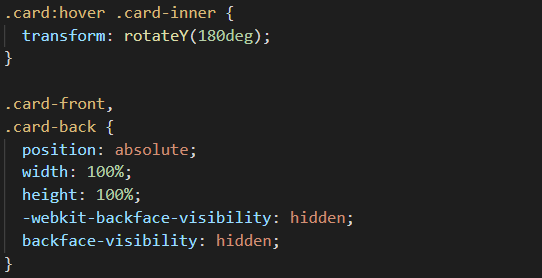 .card:hover .card-inner {
  transform: rotateY(180deg);
}

.card-front,
.card-back {
  position: absolute;
  width: 100%;
  height: 100%;
  -webkit-backface-visibility: hidden;
  backface-visibility: hidden;
}